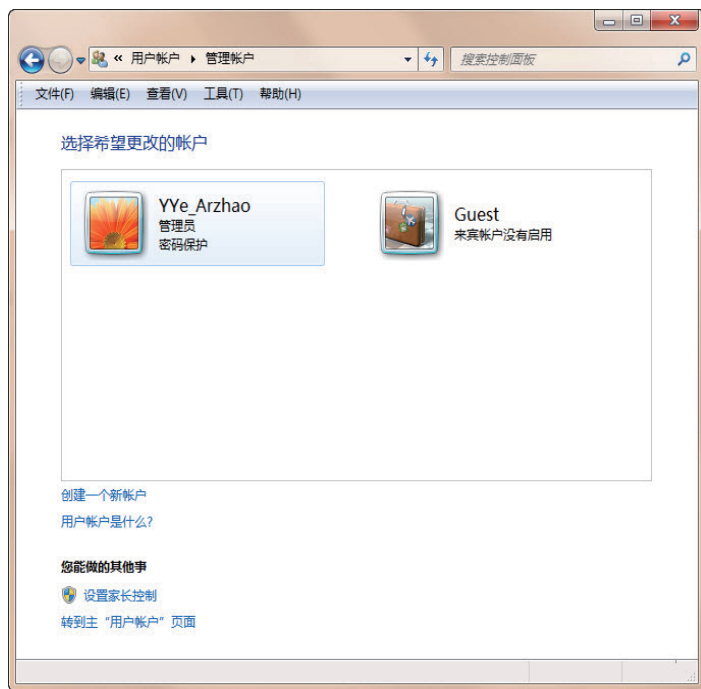 « 用户帐户 ▸ 管理帐户
搜索控制面板
文件(F) 编辑(E) 查看(V) 工具(T) 帮助(H)
选择希望更改的帐户
YYe_Arzhao
管理员
密码保护
Guest
来宾帐户没有启用
创建一个新帐户
用户帐户是什么?
您能做的其他事
设置家长控制
转到主“用户帐户”页面